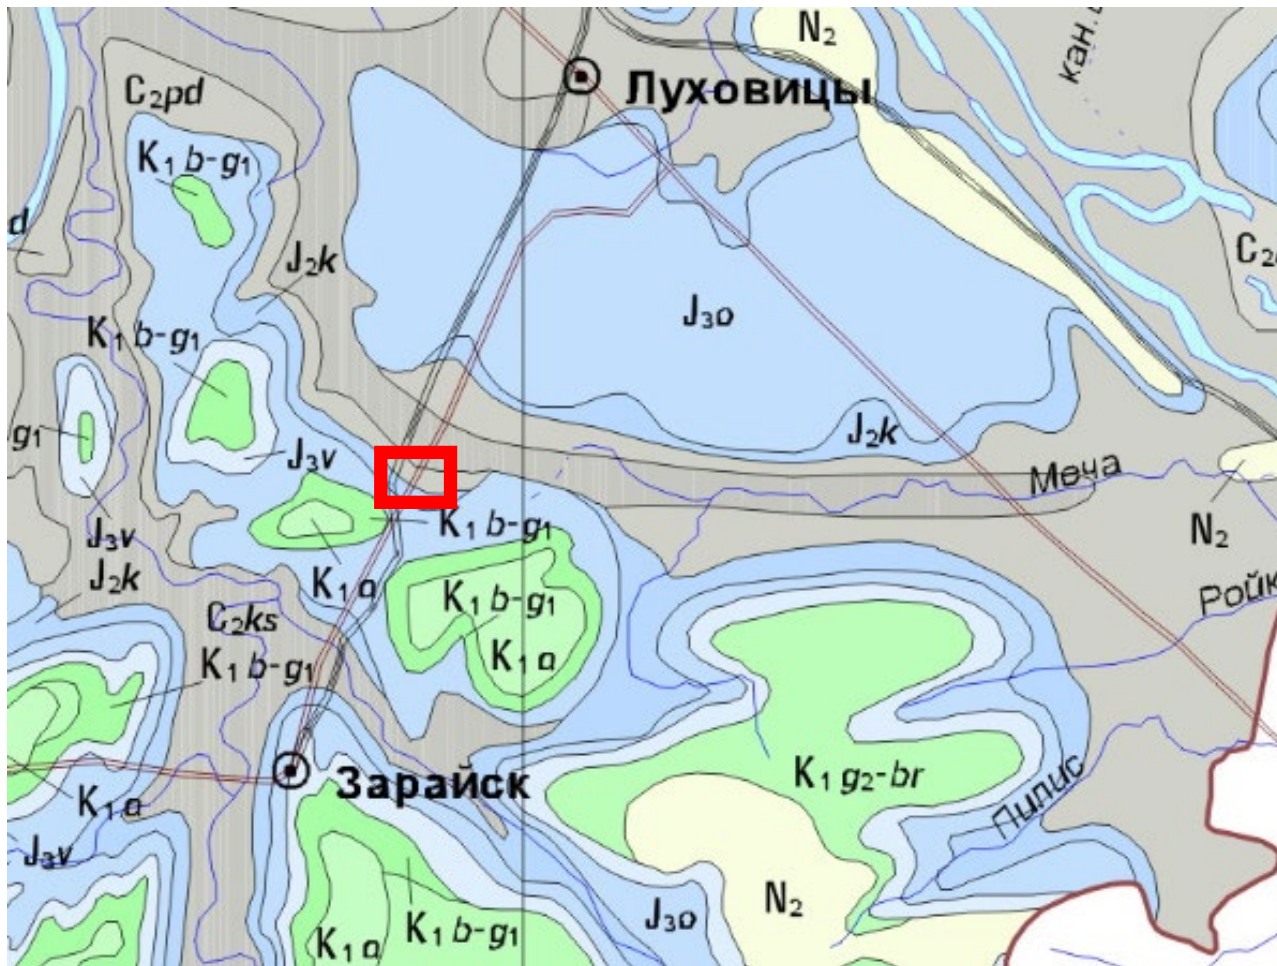 N₂
кан.
C₂pd
Луховицы
K₁ b-g₁
d
J₂k
C₂
J₃o
K₁ b-g₁
J₂k
g₁
J₃v
Меча
K₁ b-g₁
N₂
J₃v
J₂k
K₁ a
K₁ b-g₁
Ройк
C₂ks
K₁ a
K₁ b-g₁
Зарайск
K₁ g₂-br
Пилис
K₁ a
J₃v
N₂
J₃o
K₁ b-g₁
K₁ a